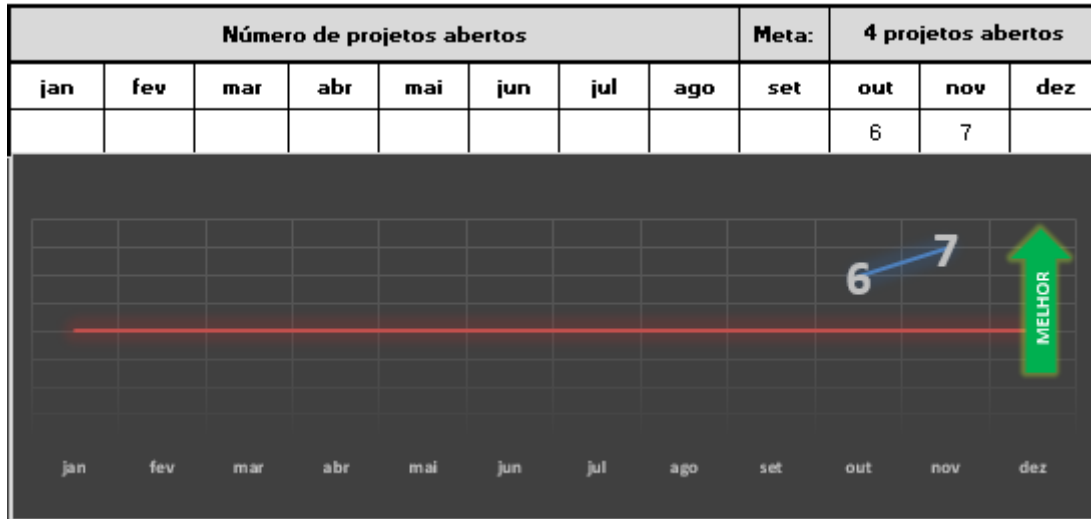 Número de projetos abertos Meta: 4 projetos abertos
jan fev mar abr mai jun jul ago set out nov dez
6 7
7
6
MELHOR
jan fev mar abr mai jun jul ago set out nov dez